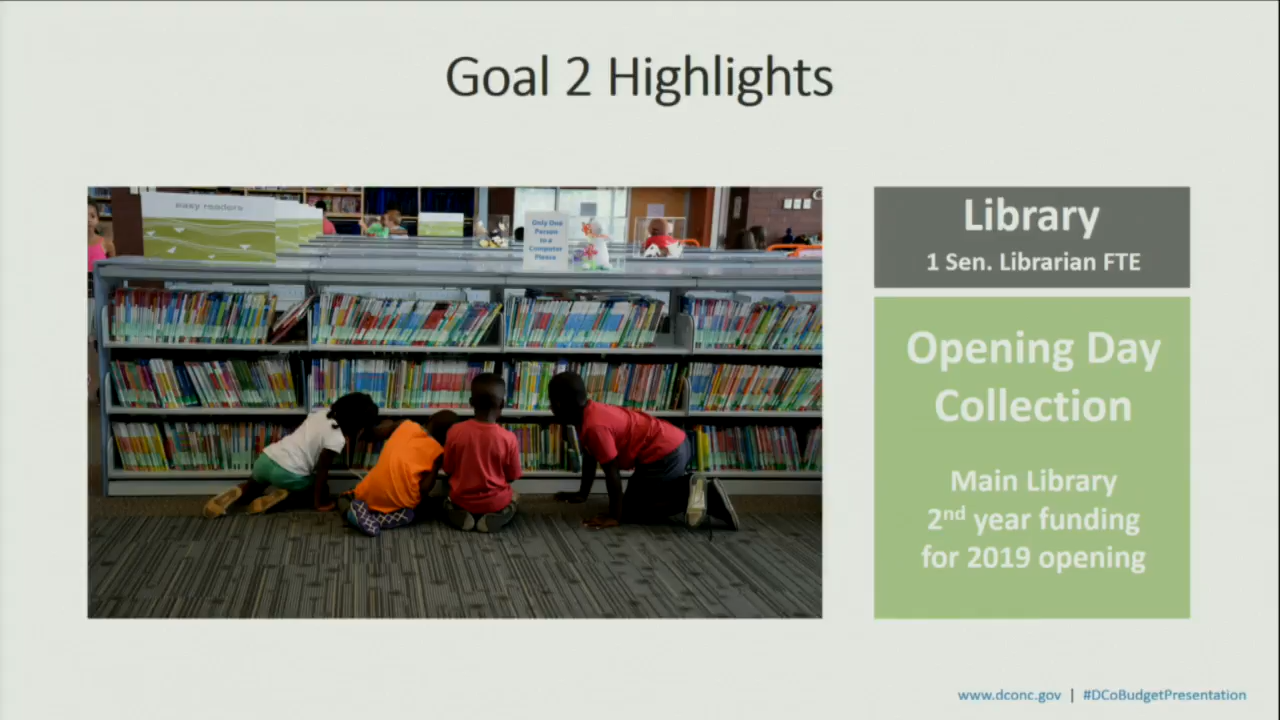 Goal 2 Highlights
easy readers
Only One
Person
to a
Computer
Please
Library
1 Sen. Librarian FTE
Opening Day
Collection
Main Library
2nd year funding
for 2019 opening
www.dconc.gov | #DCoBudgetPresentation